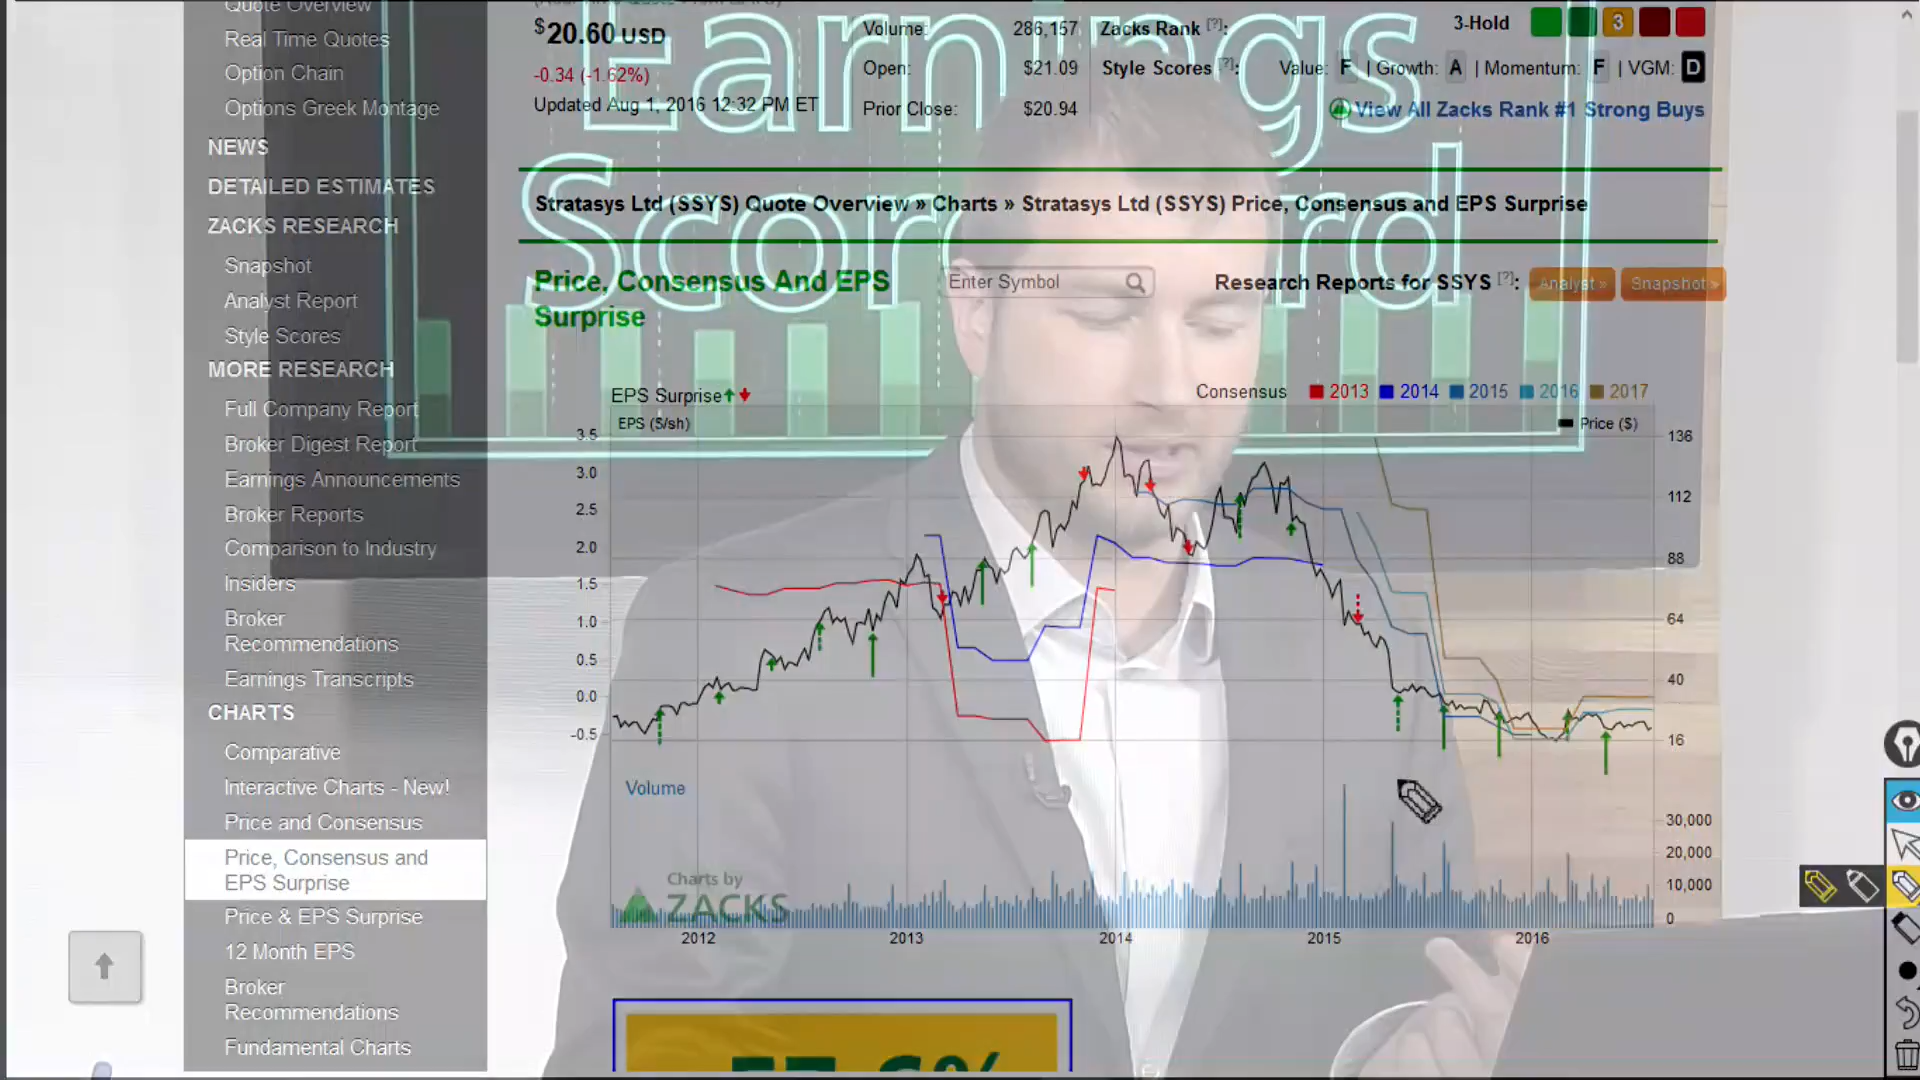 Quote Overview
Real Time Quotes
Option Chain
Options Greek Montage
NEWS
DETAILED ESTIMATES
ZACKS RESEARCH
Snapshot
Analyst Report
Style Scores
MORE RESEARCH
Full Company Report
Broker Digest Report
Earnings Announcements
Broker Reports
Comparison to Industry
Insiders
Broker
Recommendations
Earnings Transcripts
CHARTS
Comparative
Interactive Charts - New!
Price and Consensus
Price, Consensus and
EPS Surprise
Price & EPS Surprise
12 Month EPS
Broker
Recommendations
Fundamental Charts
Earnings
$20.60 USD
-0.34 (-1.62%)
Updated Aug 1, 2016 12:32 PM ET
Volume: 286,157
Open: $21.09
Prior Close: $20.94
Zacks Rank [?]: 3-Hold 3
Style Scores [?]: Value: F | Growth: A | Momentum: F | VGM: D
View All Zacks Rank #1 Strong Buys
Stratasys Ltd (SSYS) Quote Overview » Charts » Stratasys Ltd (SSYS) Price, Consensus and EPS Surprise
Price, Consensus And EPS
Surprise
Enter Symbol
Research Reports for SSYS [?]: Analyst » Snapshot »
EPS Surprise
Consensus 2013 2014 2015 2016 2017
EPS ($/sh)
Price ($)
3.5
3.0
2.5
2.0
1.5
1.0
0.5
0.0
-0.5
136
112
88
64
40
16
Volume
30,000
20,000
10,000
0
Charts by
ZACKS
2012 2013 2014 2015 2016